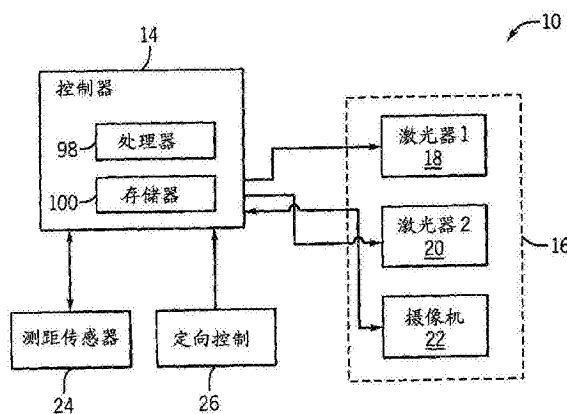 14
10
控制器
处理器
98
存储器
100
激光器1
18
激光器2
20
16
摄像机
22
测距传感器
24
定向控制
26